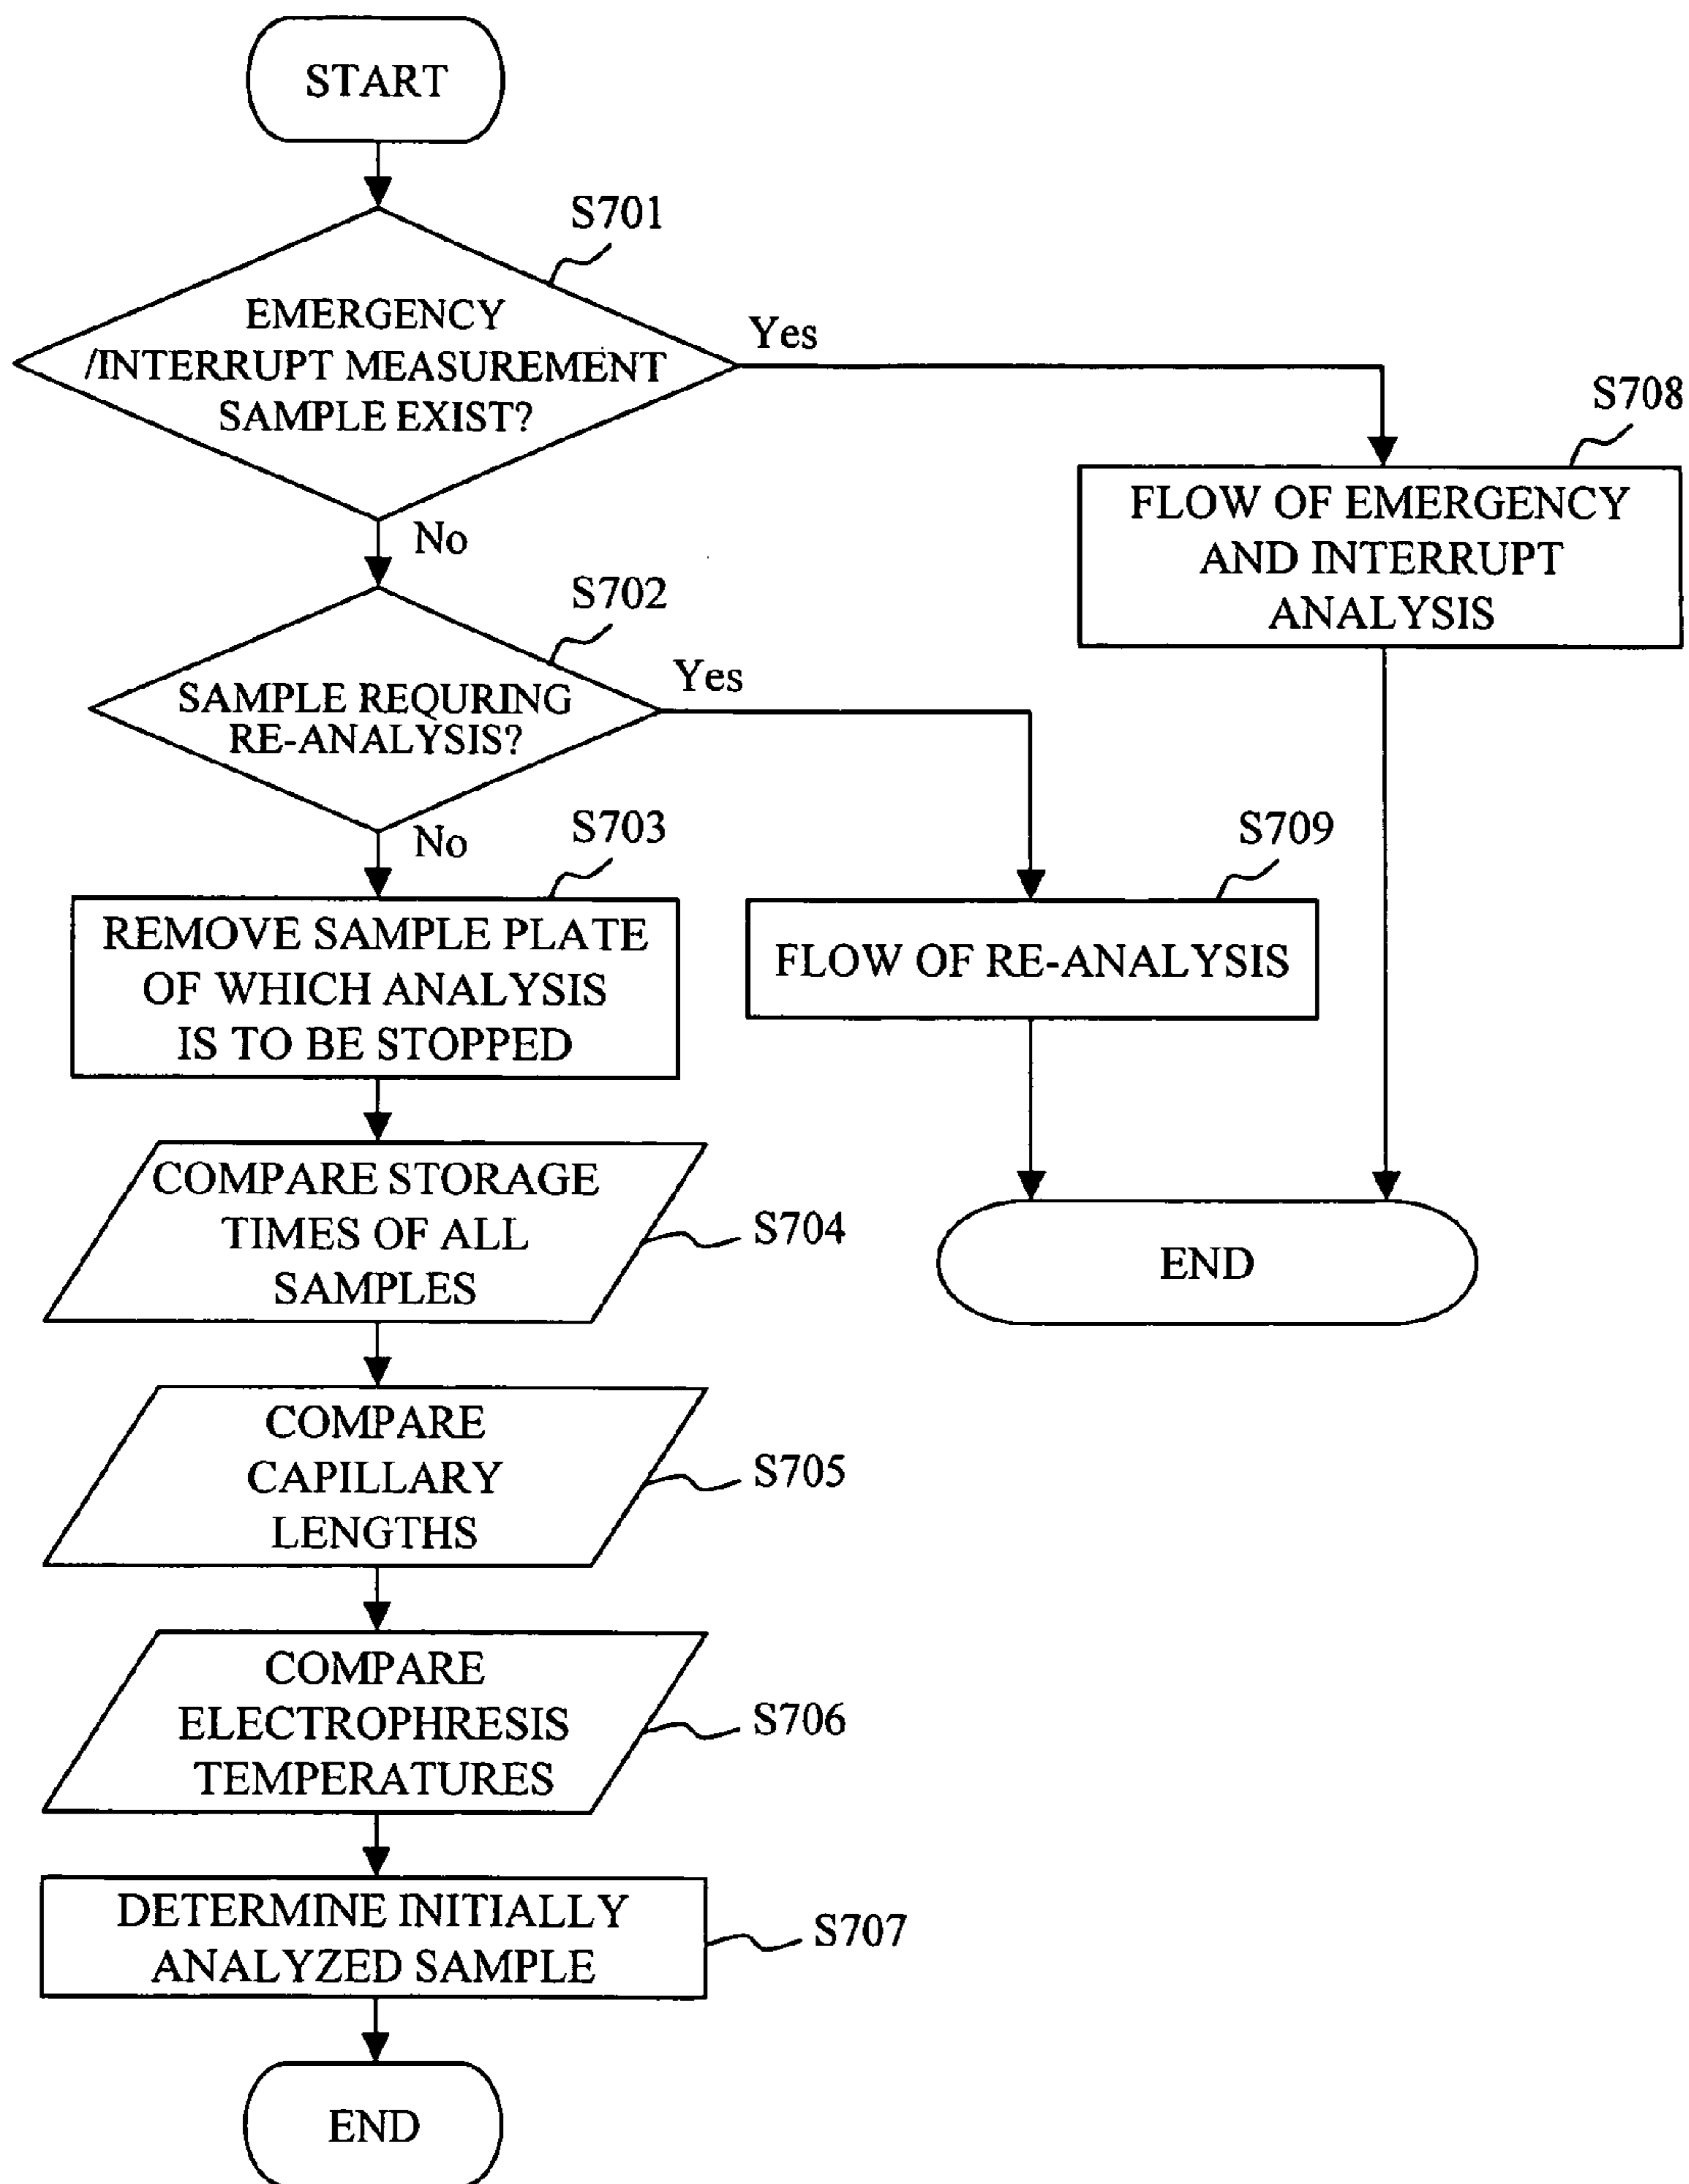 START
S701
EMERGENCY
/INTERRUPT MEASUREMENT
SAMPLE EXIST?
Yes
No
S708
FLOW OF EMERGENCY
AND INTERRUPT
ANALYSIS
S702
SAMPLE REQURING
RE-ANALYSIS?
Yes
No
S703
REMOVE SAMPLE PLATE
OF WHICH ANALYSIS
IS TO BE STOPPED
S709
FLOW OF RE-ANALYSIS
COMPARE STORAGE
TIMES OF ALL
SAMPLES
S704
END
COMPARE
CAPILLARY
LENGTHS
S705
COMPARE
ELECTROPHRESIS
TEMPERATURES
S706
DETERMINE INITIALLY
ANALYZED SAMPLE
S707
END